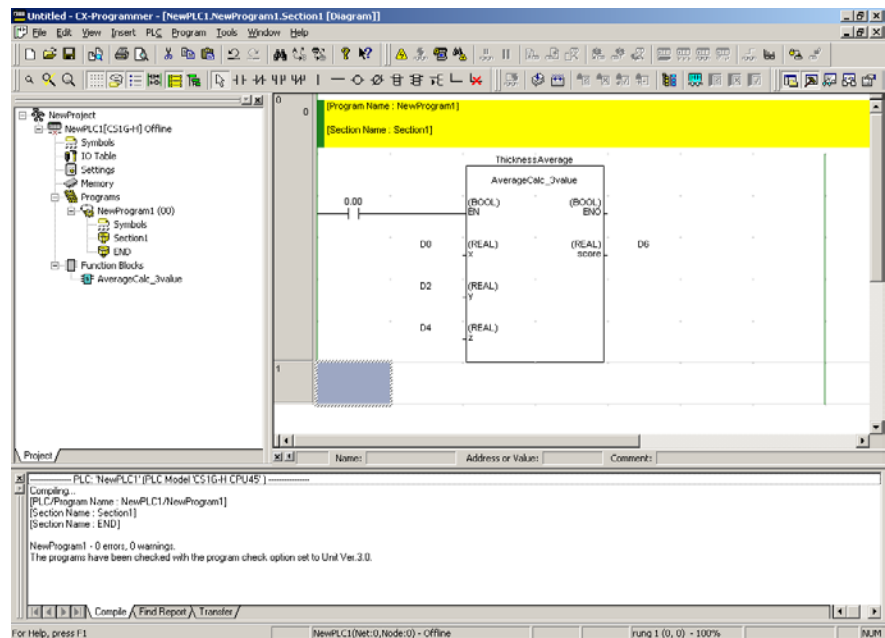 Untitled - CX-Programmer - [NewPLC1.NewProgram1.Section1 [Diagram]]
File Edit View Insert PLC Program Tools Window Help
NewProject
NewPLC1[CS1G-H] Offline
Symbols
IO Table
Settings
Memory
Programs
NewProgram1 (00)
Symbols
Section1
END
Function Blocks
AverageCalc_3value
Project
0
0
[Program Name : NewProgram1]
[Section Name : Section1]
ThicknessAverage
AverageCalc_3value
0.00
(BOOL)
EN
(BOOL)
ENO
D0
(REAL)
x
(REAL)
score
D6
D2
(REAL)
y
D4
(REAL)
z
1
Name:
Address or Value:
Comment:
---------- PLC: 'NewPLC1' (PLC Model 'CS1G-H CPU45') ----------
Compiling...
[PLC/Program Name : NewPLC1/NewProgram1]
[Section Name : Section1]
[Section Name : END]
NewProgram1 - 0 errors, 0 warnings.
The programs have been checked with the program check option set to Unit Ver.3.0.
Compile
Find Report
Transfer
For Help, press F1
NewPLC1(Net:0,Node:0) - Offline
rung 1 (0, 0) - 100%
NUM